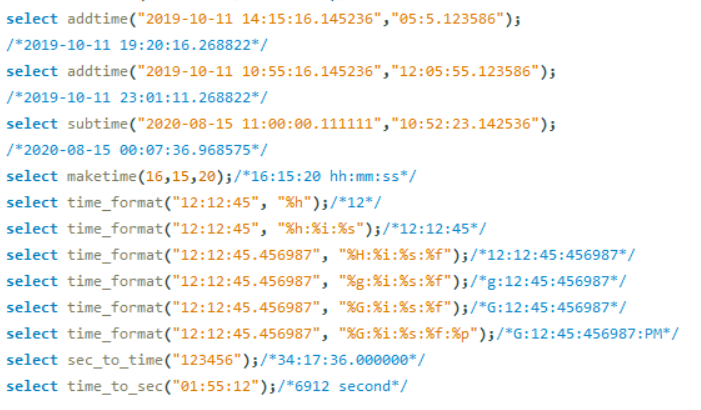 select addtime("2019-10-11 14:15:16.145236","05:5.123586");
/*2019-10-11 19:20:16.268822*/
select addtime("2019-10-11 10:55:16.145236","12:05:55.123586");
/*2019-10-11 23:01:11.268822*/
select subtime("2020-08-15 11:00:00.111111","10:52:23.142536");
/*2020-08-15 00:07:36.968575*/
select maketime(16,15,20);/*16:15:20 hh:mm:ss*/
select time_format("12:12:45", "%h");/*12*/
select time_format("12:12:45", "%h:%i:%s");/*12:12:45*/
select time_format("12:12:45.456987", "%H:%i:%s:%f");/*12:12:45:456987*/
select time_format("12:12:45.456987", "%g:%i:%s:%f");/*g:12:45:456987*/
select time_format("12:12:45.456987", "%G:%i:%s:%f");/*G:12:45:456987*/
select time_format("12:12:45.456987", "%G:%i:%s:%f:%p");/*G:12:45:456987:PM*/
select sec_to_time("123456");/*34:17:36.000000*/
select time_to_sec("01:55:12");/*6912 second*/